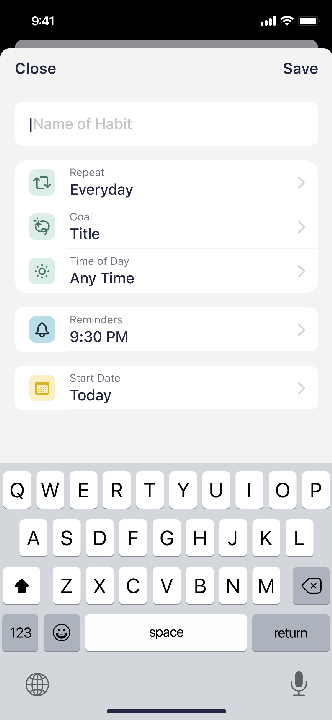 9:41
Close Save
Name of Habit
Repeat
Everyday
Goal
Title
Time of Day
Any Time
Reminders
9:30 PM
Start Date
Today
Q W E R T Y U I O P
A S D F G H J K L
Z X C V B N M
123 space return